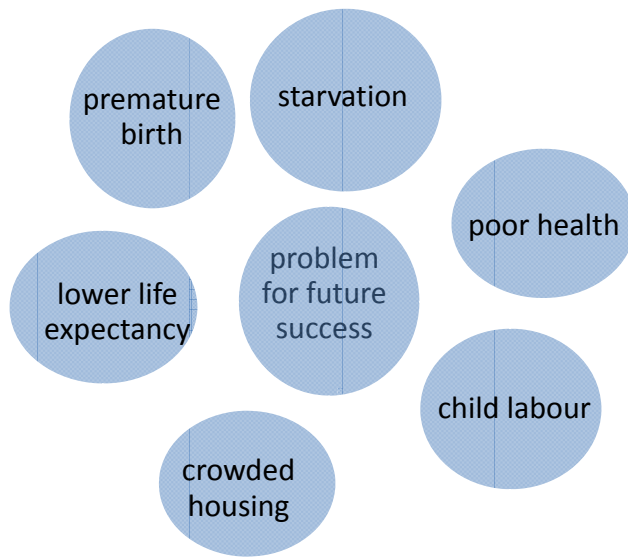 premature
birth
starvation
poor health
problem
for future
success
lower life
expectancy
child labour
crowded
housing